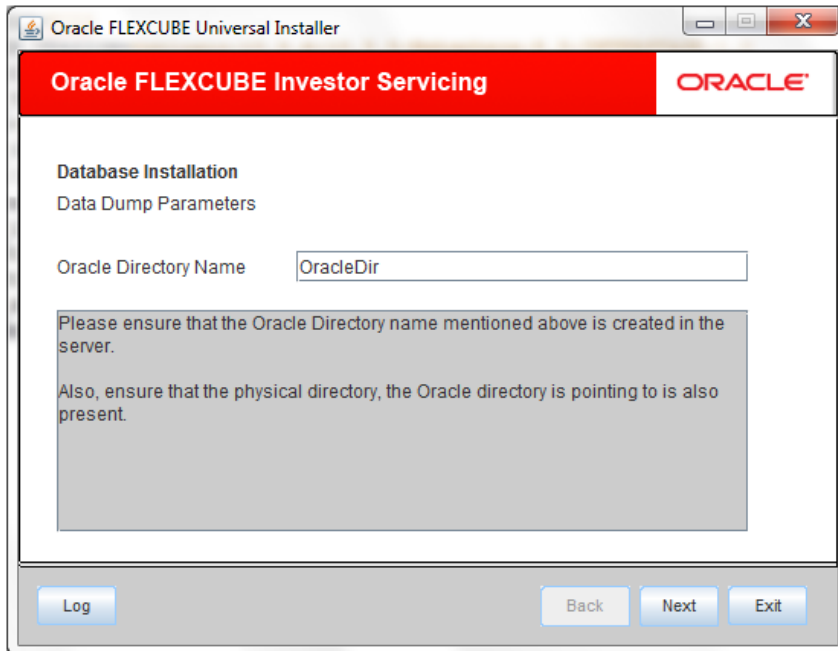 Oracle FLEXCUBE Universal Installer
Oracle FLEXCUBE Investor Servicing
ORACLE
Database Installation
Data Dump Parameters
Oracle Directory Name
OracleDir
Please ensure that the Oracle Directory name mentioned above is created in the
server.
Also, ensure that the physical directory, the Oracle directory is pointing to is also
present.
Log
Back
Next
Exit